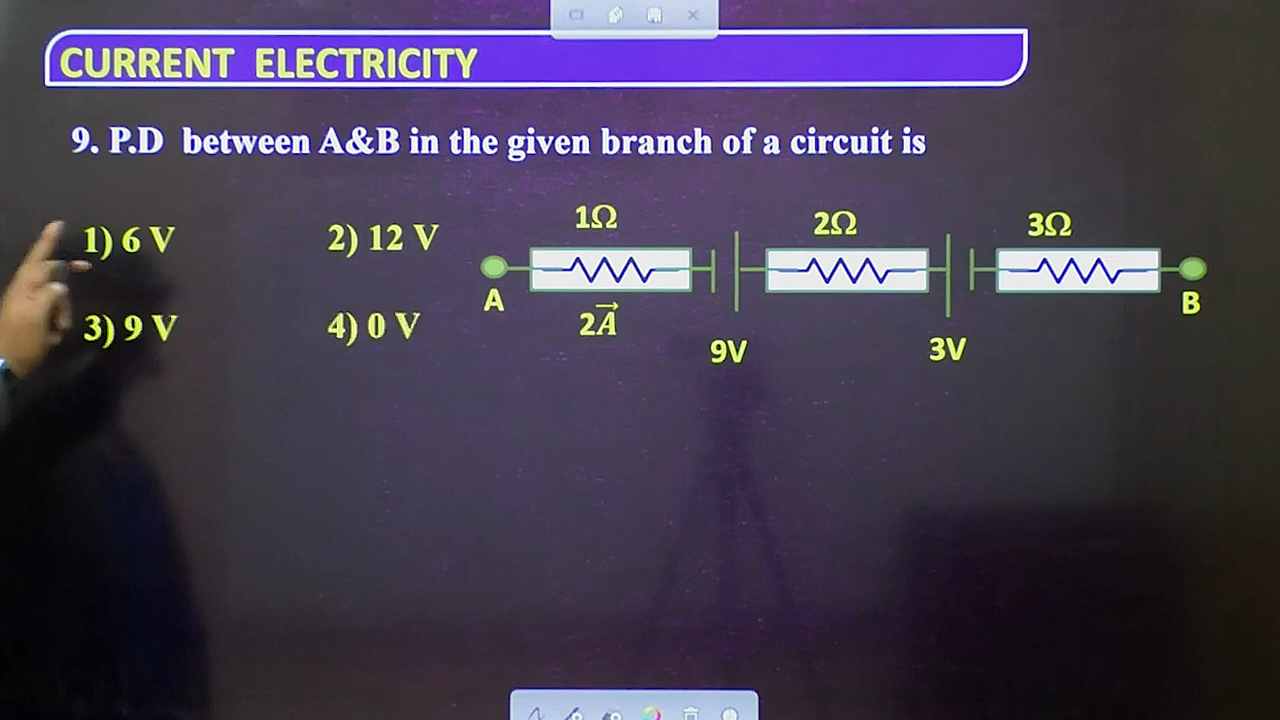 CURRENT ELECTRICITY
9. P.D between A&B in the given branch of a circuit is
1) 6 V
2) 12 V
3) 9 V
4) 0 V
1Ω
2Ω
3Ω
A
2A⃗
B
9V
3V